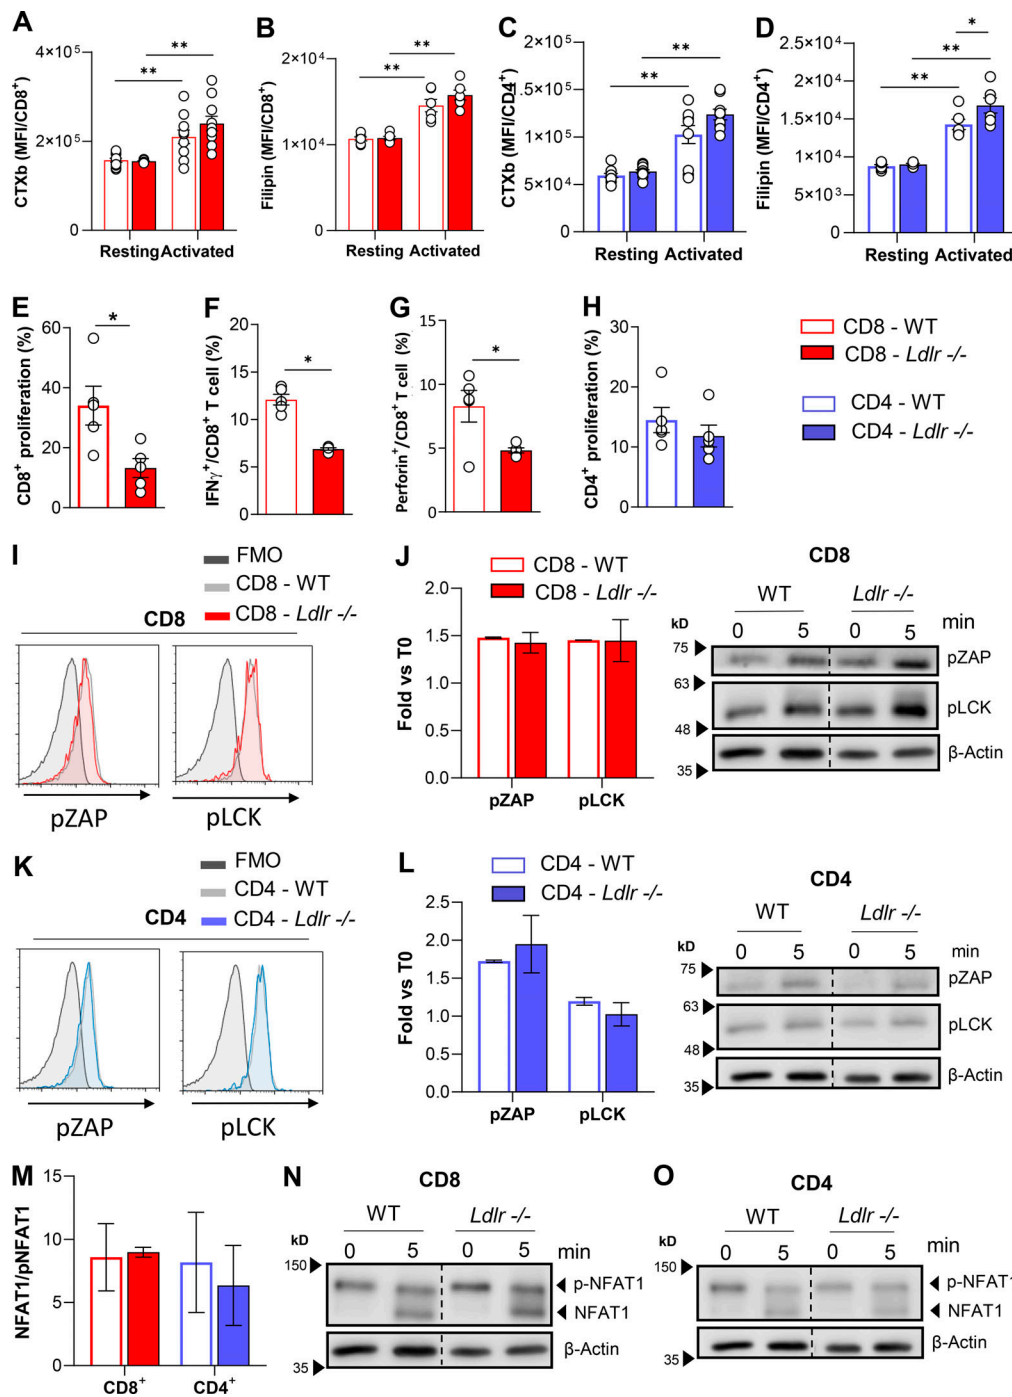 A
CTXb (MFI/CD8⁺)
4×10⁵
2×10⁵
0
**
**
Resting Activated
B
Filipin (MFI/CD8⁺)
2×10⁴
1×10⁴
0
**
**
Resting Activated
C
CTXb (MFI/CD4⁺)
2×10⁵
2×10⁵
1×10⁵
5×10⁴
0
**
**
Resting Activated
D
Filipin (MFI/CD4⁺)
2.5×10⁴
2×10⁴
1×10⁴
1×10⁴
5×10³
0
*
**
**
Resting Activated
E
CD8⁺ proliferation (%)
60
40
20
0
*
F
IFNγ⁺/CD8⁺ T cell (%)
20
15
10
5
0
*
G
Perforin⁺/CD8⁺ T cell (%)
15
10
5
0
*
H
CD4⁺ proliferation (%)
30
20
10
0
CD8 - WT
CD8 - Ldlr -/-
CD4 - WT
CD4 - Ldlr -/-
I
FMO
CD8 - WT
CD8 - Ldlr -/-
CD8
pZAP
pLCK
J
CD8 - WT
CD8 - Ldlr -/-
Fold vs T0
2.0
1.5
1.0
0.5
0.0
pZAP
pLCK
CD8
WT
Ldlr -/-
kD
0 5 0 5 min
75
63
48
35
pZAP
pLCK
β-Actin
K
FMO
CD4 - WT
CD4 - Ldlr -/-
CD4
pZAP
pLCK
L
CD4 - WT
CD4 - Ldlr -/-
Fold vs T0
2.5
2.0
1.5
1.0
0.5
0.0
pZAP
pLCK
CD4
WT
Ldlr -/-
kD
0 5 0 5 min
75
63
48
35
pZAP
pLCK
β-Actin
M
NFAT1/pNFAT1
15
10
5
0
CD8⁺
CD4⁺
N
CD8
WT
Ldlr -/-
kD
0 5 0 5 min
150
35
p-NFAT1
NFAT1
β-Actin
O
CD4
WT
Ldlr -/-
kD
0 5 0 5 min
150
35
p-NFAT1
NFAT1
β-Actin